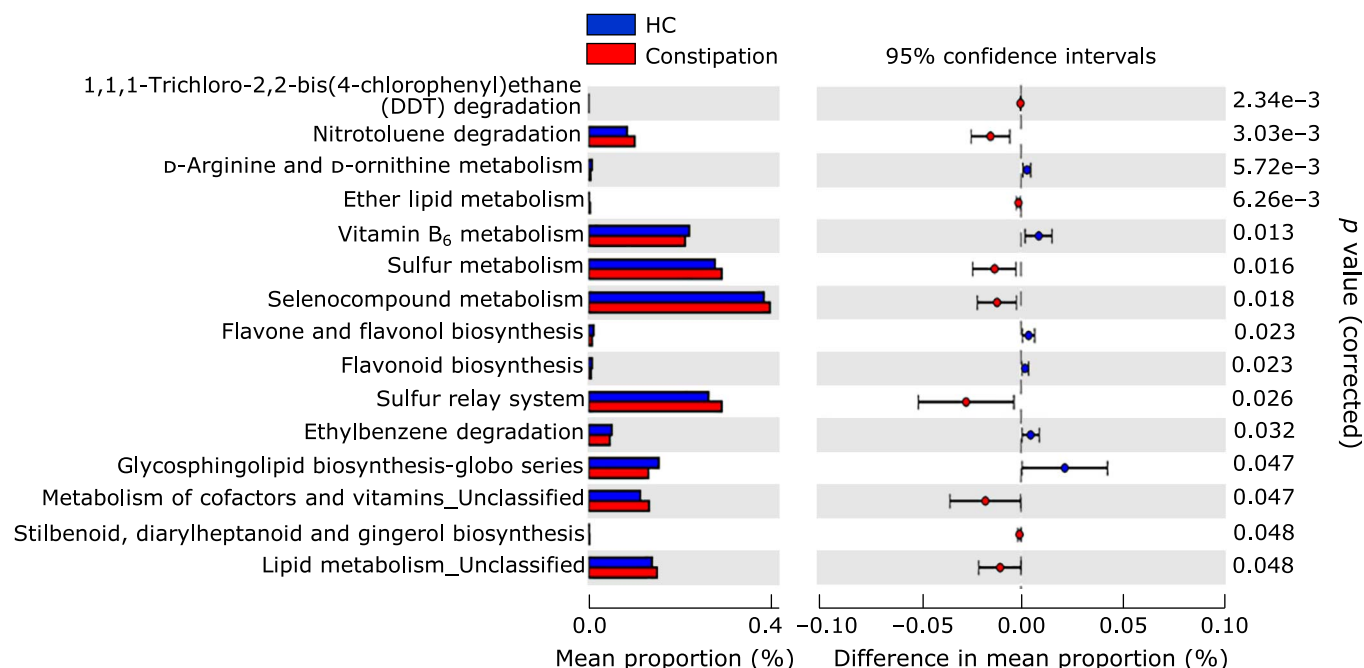 HC
Constipation
95% confidence intervals
1,1,1-Trichloro-2,2-bis(4-chlorophenyl)ethane
(DDT) degradation
2.34e−3
Nitrotoluene degradation
3.03e−3
D-Arginine and D-ornithine metabolism
5.72e−3
Ether lipid metabolism
6.26e−3
Vitamin B6 metabolism
0.013
Sulfur metabolism
0.016
Selenocompound metabolism
0.018
Flavone and flavonol biosynthesis
0.023
Flavonoid biosynthesis
0.023
Sulfur relay system
0.026
Ethylbenzene degradation
0.032
Glycosphingolipid biosynthesis-globo series
0.047
Metabolism of cofactors and vitamins_Unclassified
0.047
Stilbenoid, diarylheptanoid and gingerol biosynthesis
0.048
Lipid metabolism_Unclassified
0.048
p value (corrected)
0.0 0.4
Mean proportion (%)
−0.10 −0.05 0.00 0.05 0.10
Difference in mean proportion (%)